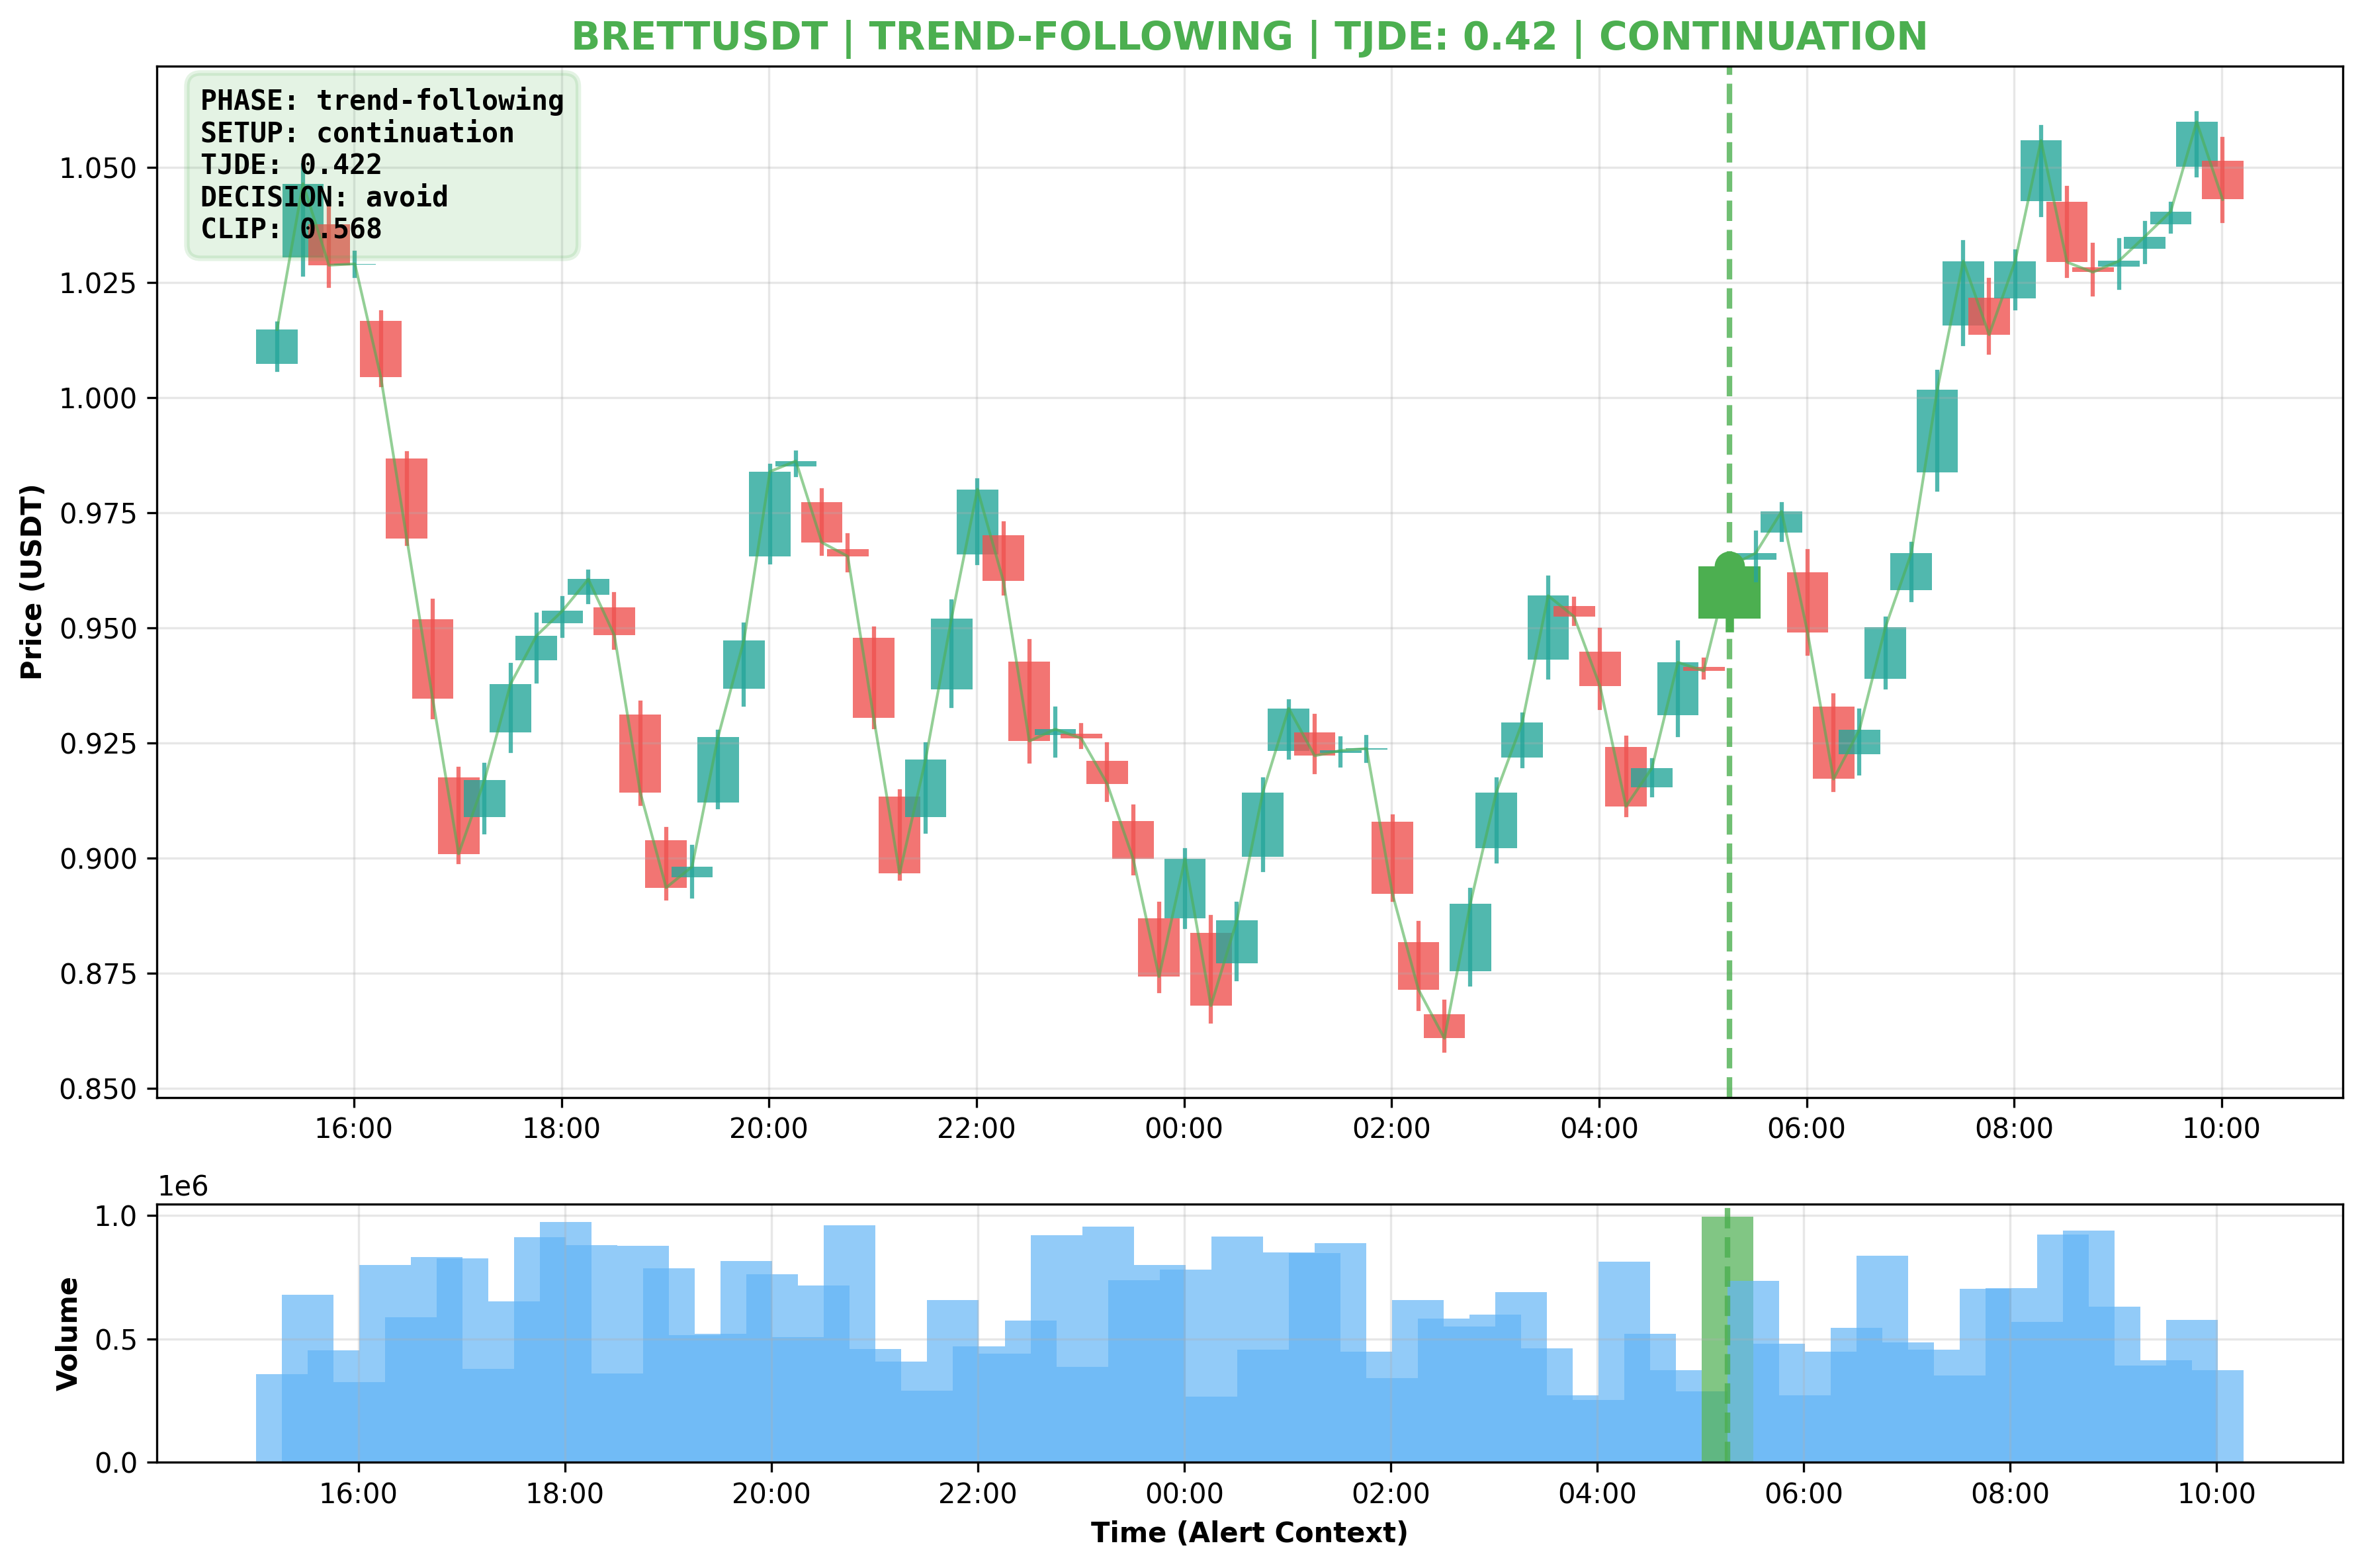 BRETTUSDT | TREND-FOLLOWING | TJDE: 0.42 | CONTINUATION
PHASE: trend-following
SETUP: continuation
TJDE: 0.422
DECISION: avoid
CLIP: 0.568
Price (USDT)
1.050
1.025
1.000
0.975
0.950
0.925
0.900
0.875
0.850
16:00 18:00 20:00 22:00 00:00 02:00 04:00 06:00 08:00 10:00
1e6
Volume
1.0
0.5
0.0
16:00 18:00 20:00 22:00 00:00 02:00 04:00 06:00 08:00 10:00
Time (Alert Context)